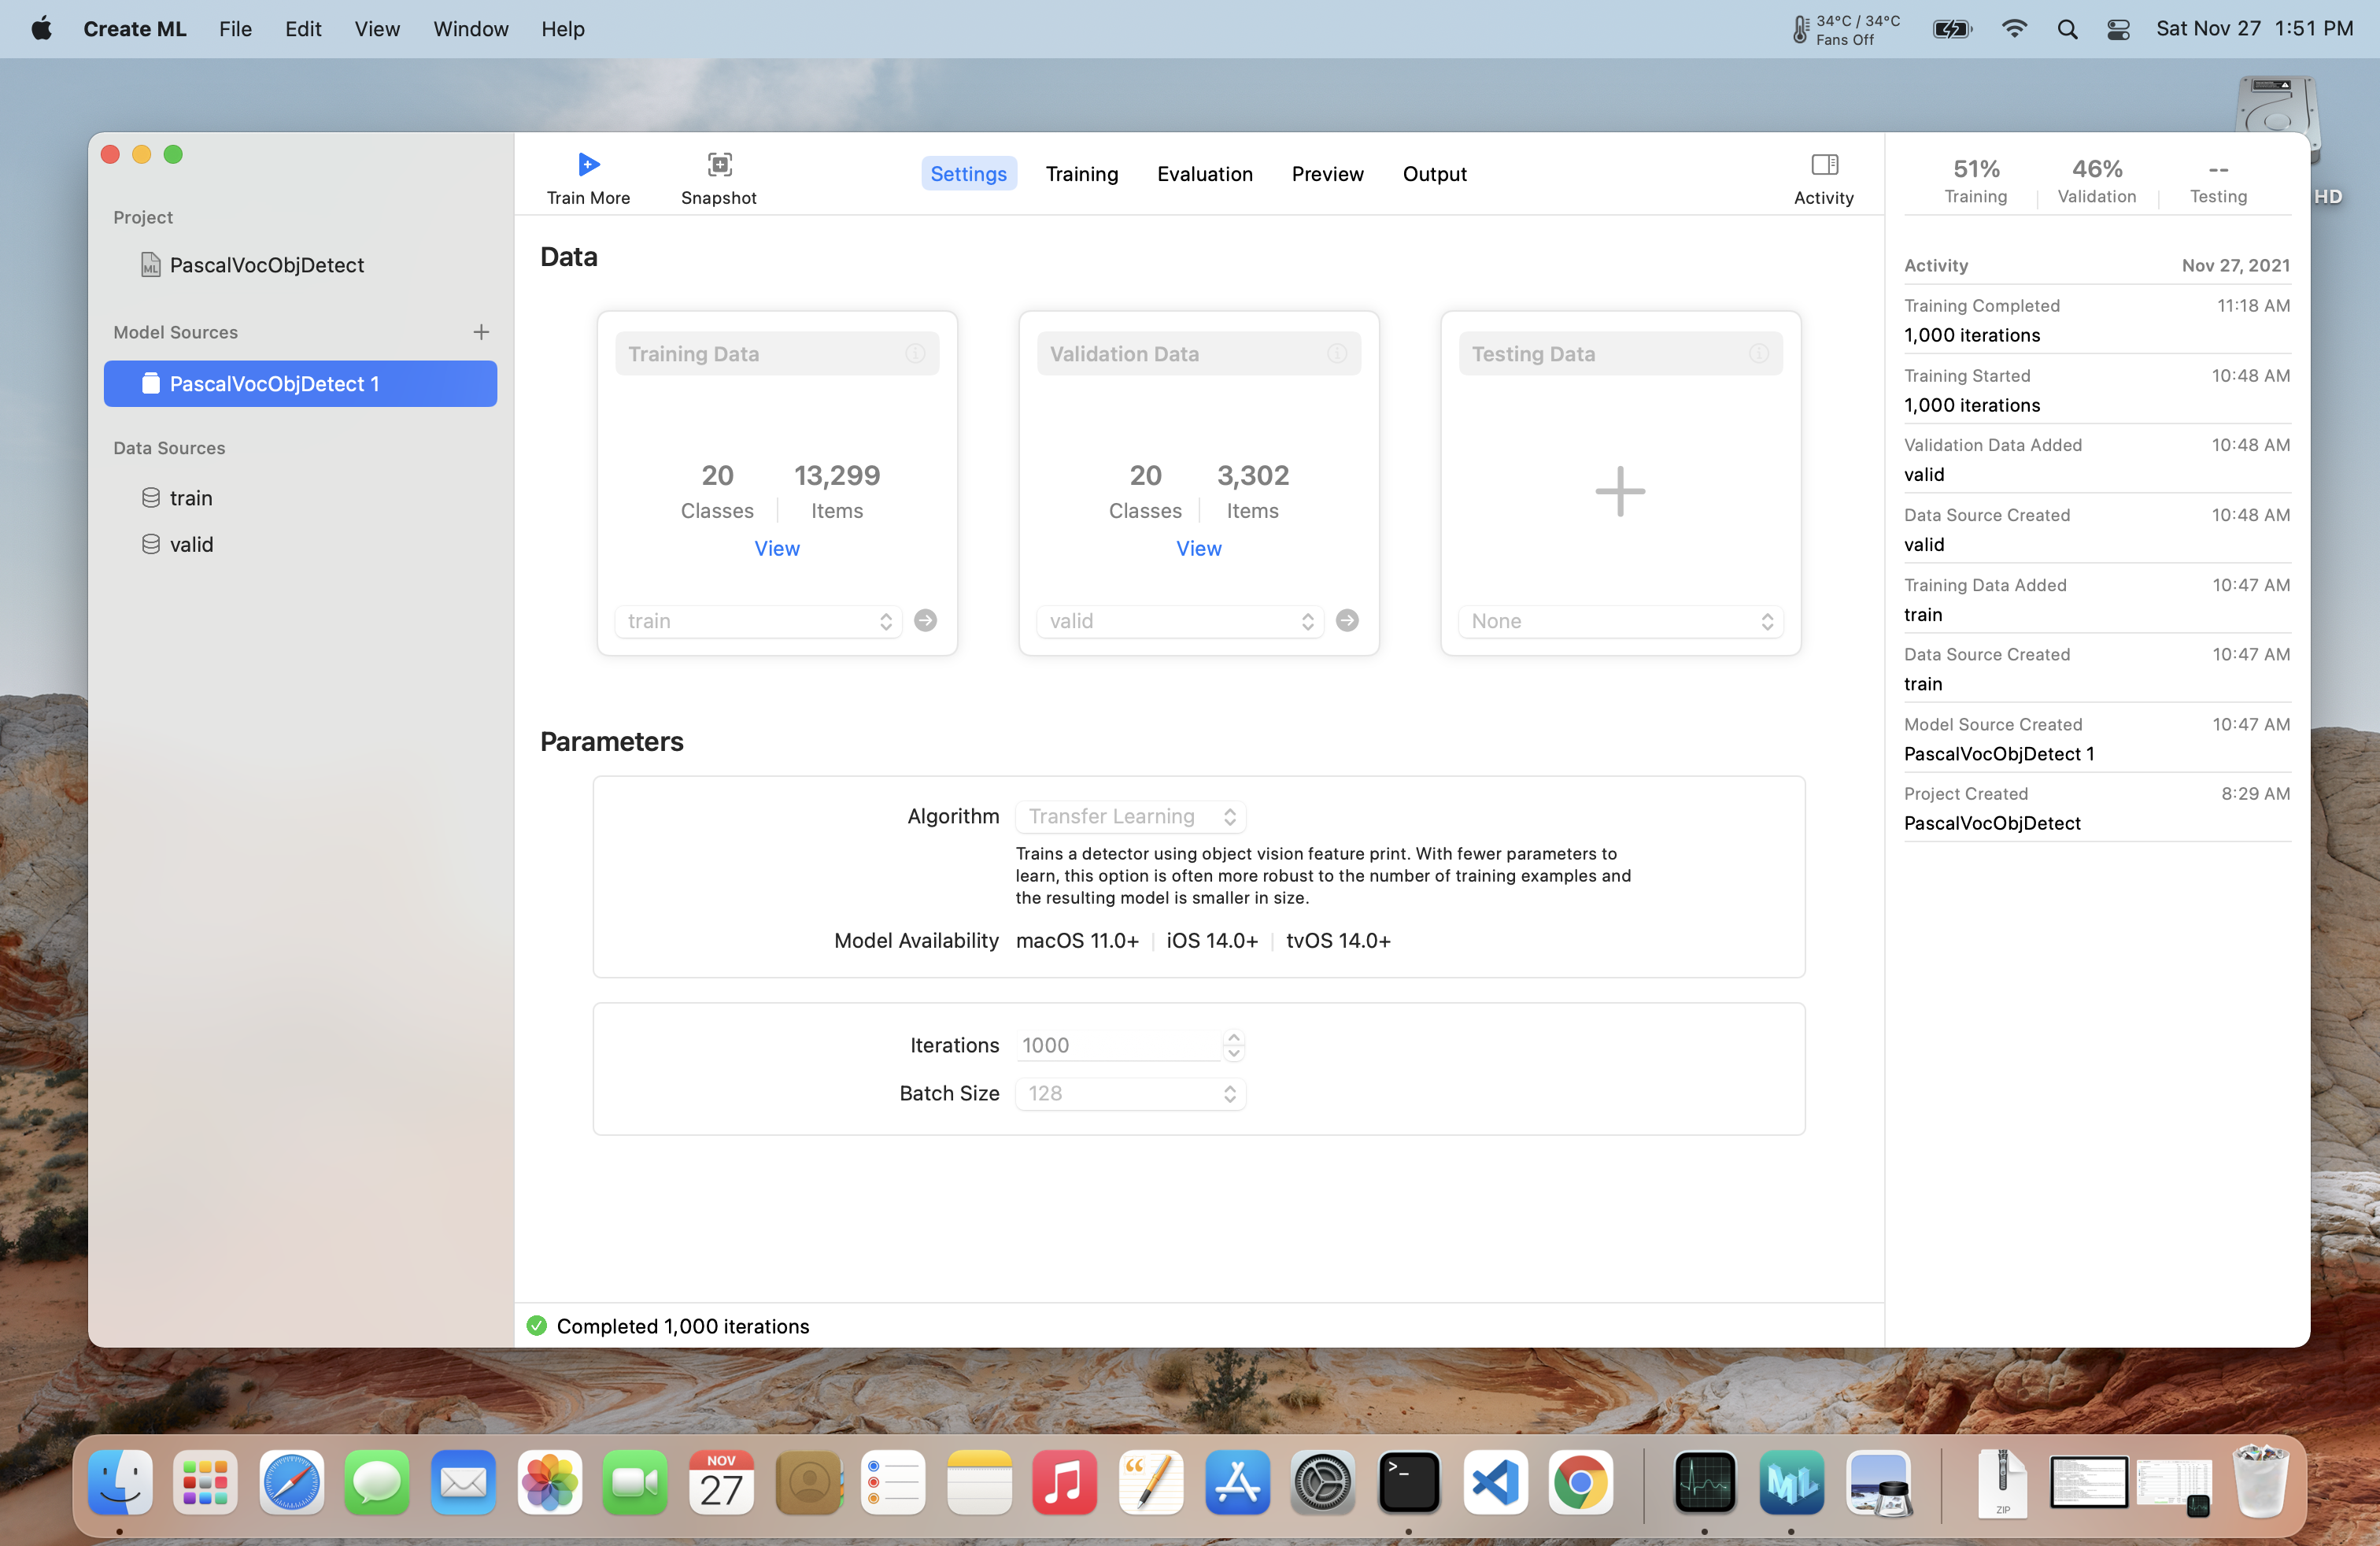 Create ML File Edit View Window Help
34°C / 34°C
Fans Off
Sat Nov 27 1:51 PM
HD
Project
PascalVocObjDetect
Model Sources
PascalVocObjDetect 1
Data Sources
train
valid
Train More
Snapshot
Settings Training Evaluation Preview Output
Activity
Data
Training Data
20 13,299
Classes Items
View
train
Validation Data
20 3,302
Classes Items
View
valid
Testing Data
None
Parameters
Algorithm Transfer Learning
Trains a detector using object vision feature print. With fewer parameters to
learn, this option is often more robust to the number of training examples and
the resulting model is smaller in size.
Model Availability macOS 11.0+ iOS 14.0+ tvOS 14.0+
Iterations 1000
Batch Size 128
Completed 1,000 iterations
51% 46% --
Training Validation Testing
Activity Nov 27, 2021
Training Completed 11:18 AM
1,000 iterations
Training Started 10:48 AM
1,000 iterations
Validation Data Added 10:48 AM
valid
Data Source Created 10:48 AM
valid
Training Data Added 10:47 AM
train
Data Source Created 10:47 AM
train
Model Source Created 10:47 AM
PascalVocObjDetect 1
Project Created 8:29 AM
PascalVocObjDetect
NOV
27
>_
ML
ZIP